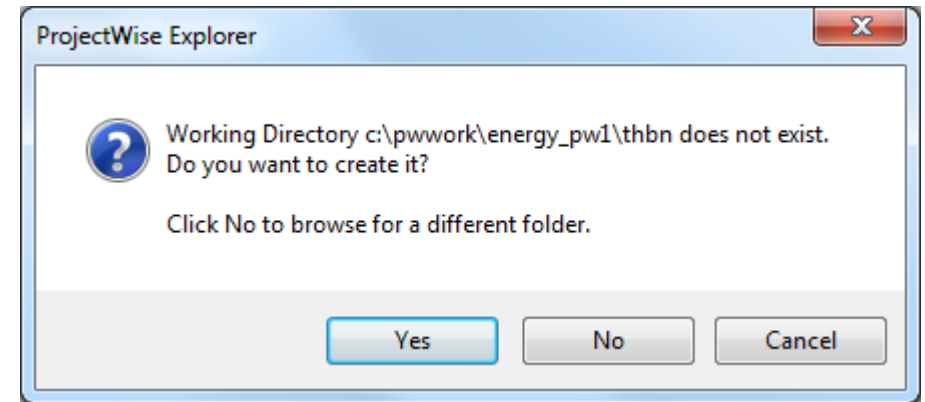 ProjectWise Explorer
Working Directory c:\pwwork\energy_pw1\thbn does not exist.
Do you want to create it?
Click No to browse for a different folder.
Yes No Cancel